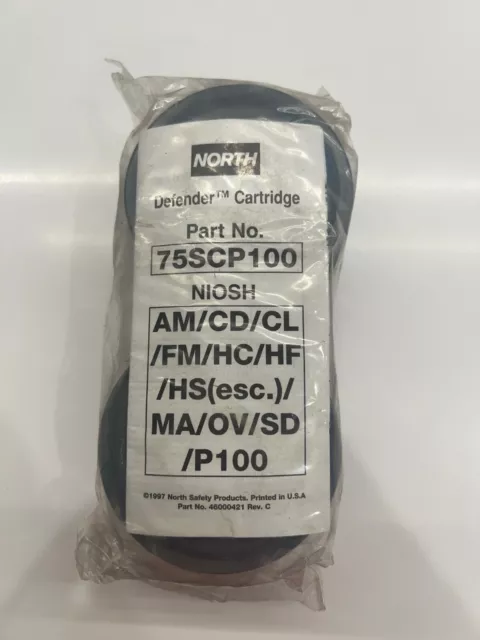 NORTH
Defender™ Cartridge
Part No.
75SCP100
NIOSH
AM/CD/CL
/FM/HC/HF
/HS(esc.)/
MA/OV/SD
/P100
©1997 North Safety Products. Printed in U.S.A
Part No. 46000421 Rev. C